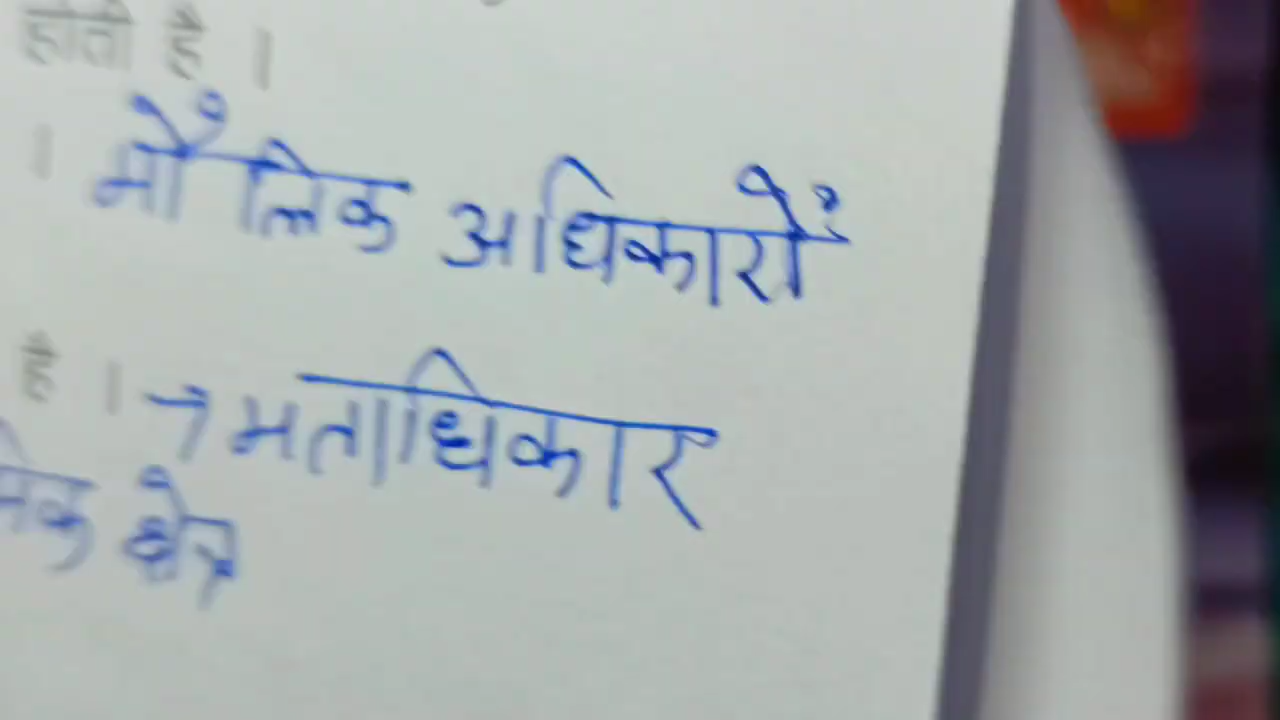 होती है ।
। मौलिक अधिकारों
है । → मताधिकार
क्षेत्र